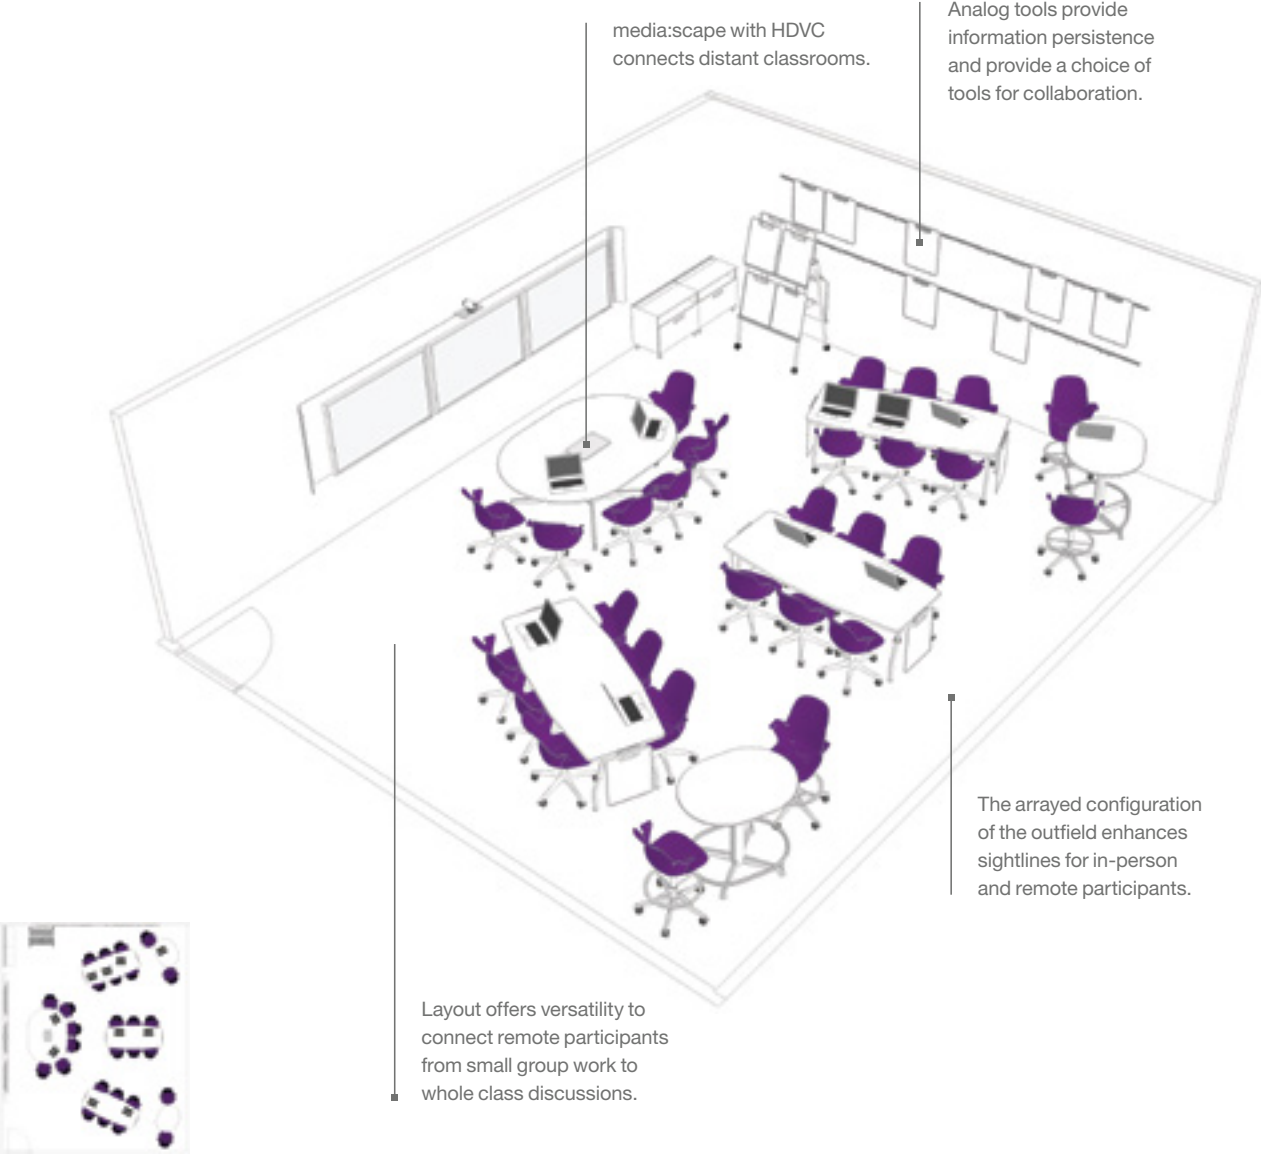 media:scape with HDVC
connects distant classrooms.
Analog tools provide
information persistence
and provide a choice of
tools for collaboration.
The arrayed configuration
of the outfield enhances
sightlines for in-person
and remote participants.
Layout offers versatility to
connect remote participants
from small group work to
whole class discussions.